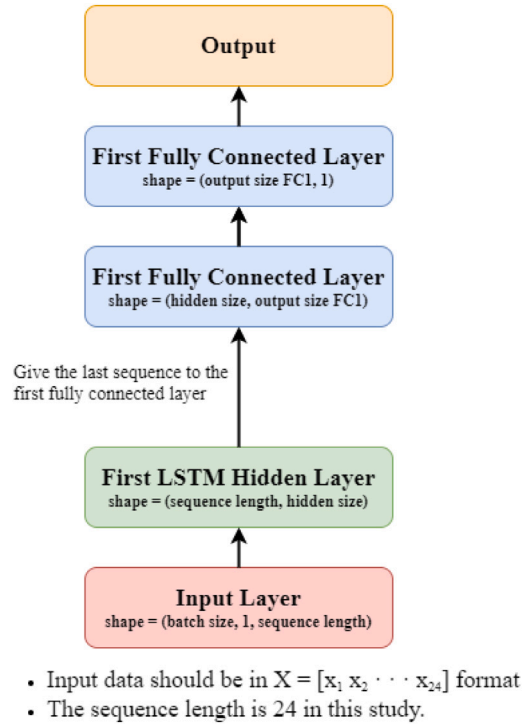 Output
First Fully Connected Layer
shape = (output size FC1, 1)
First Fully Connected Layer
shape = (hidden size, output size FC1)
Give the last sequence to the
first fully connected layer
First LSTM Hidden Layer
shape = (sequence length, hidden size)
Input Layer
shape = (batch size, 1, sequence length)
• Input data should be in X = [x₁ x₂ · · · x₂₄] format
• The sequence length is 24 in this study.